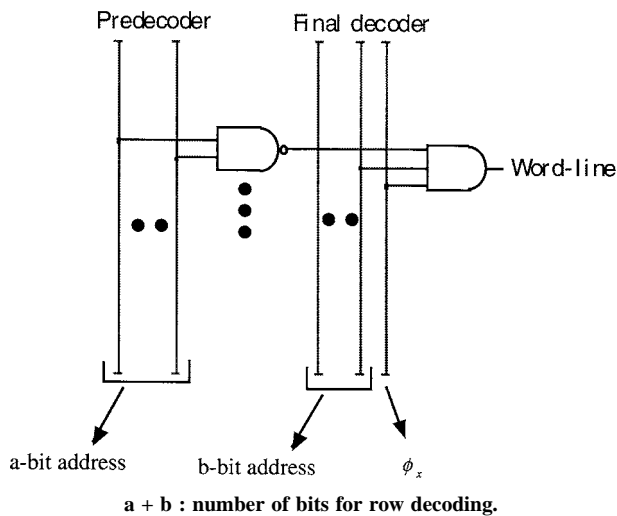 Predecoder
Final decoder
Word-line
a-bit address
b-bit address
ϕx
a + b : number of bits for row decoding.